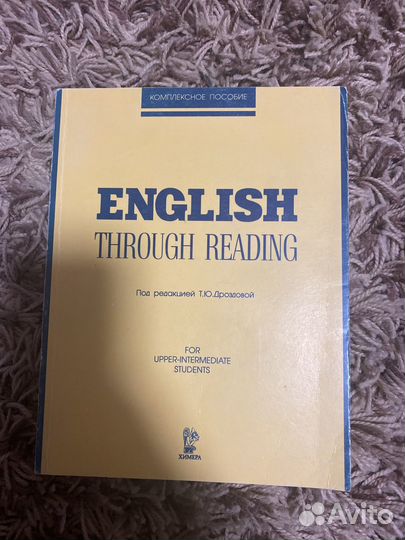 КОМПЛЕКСНОЕ ПОСОБИЕ
ENGLISH
THROUGH READING
Под редакцией Т.Ю.Дроздовой
FOR
UPPER-INTERMEDIATE
STUDENTS
ХИМЕРА
Avito